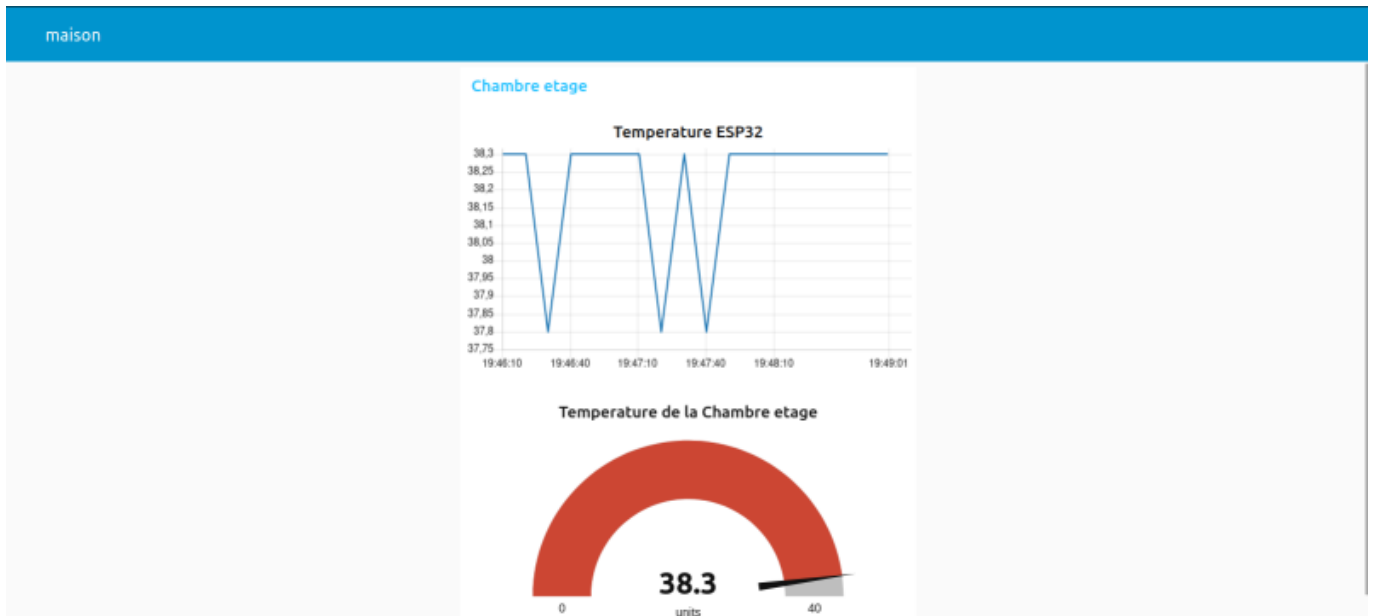 maison
Chambre etage
Temperature ESP32
38,3
38,25
38,2
38,15
38,1
38,05
38
37,95
37,9
37,85
37,8
37,75
19:46:10 19:46:40 19:47:10 19:47:40 19:48:10 19:49:01
Temperature de la Chambre etage
38.3
0 units 40